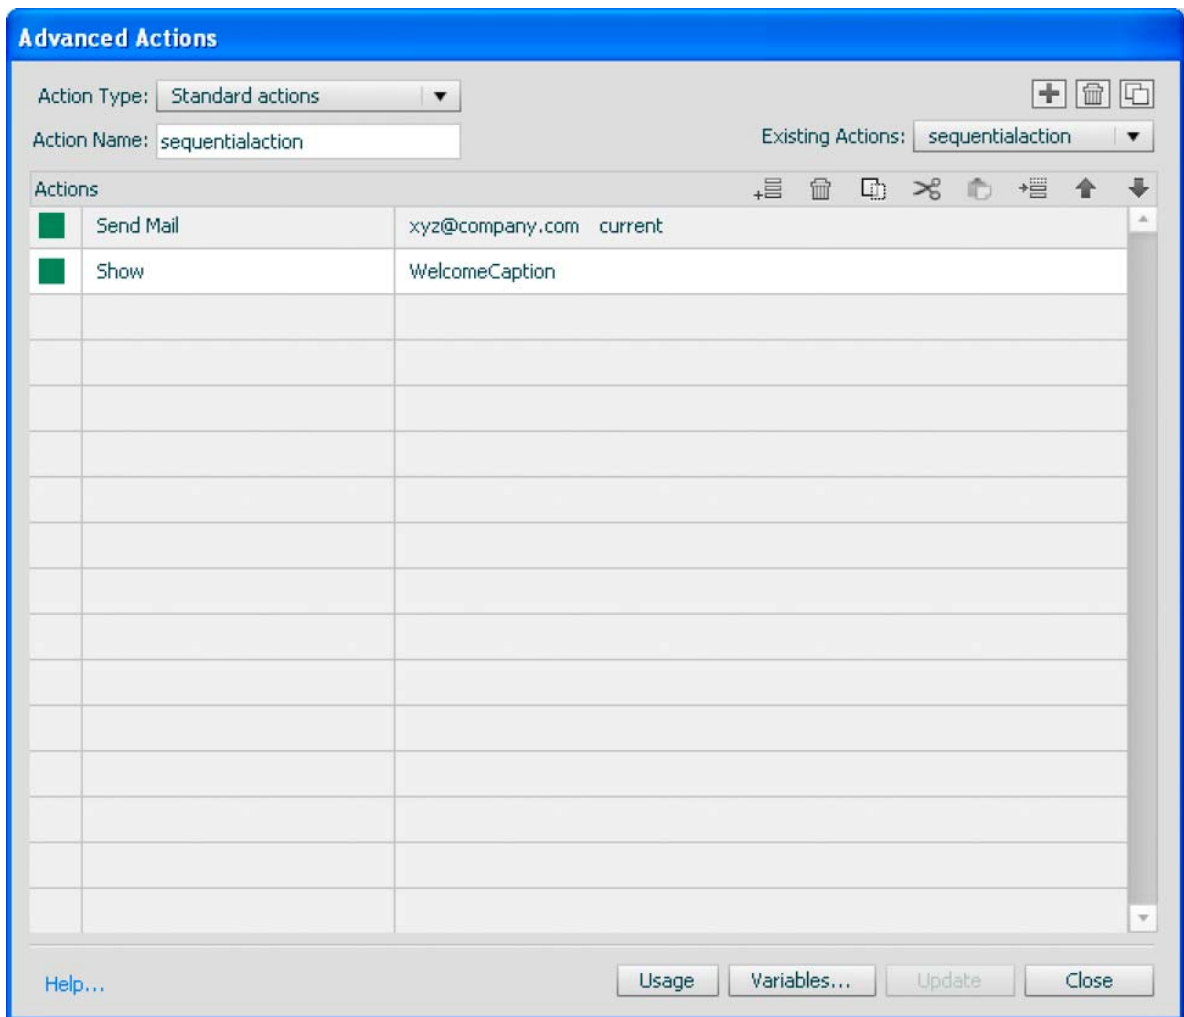 Advanced Actions
Action Type: Standard actions
Action Name: sequentialaction
Existing Actions: sequentialaction
Actions
Send Mail xyz@company.com current
Show WelcomeCaption
Help... Usage Variables... Update Close